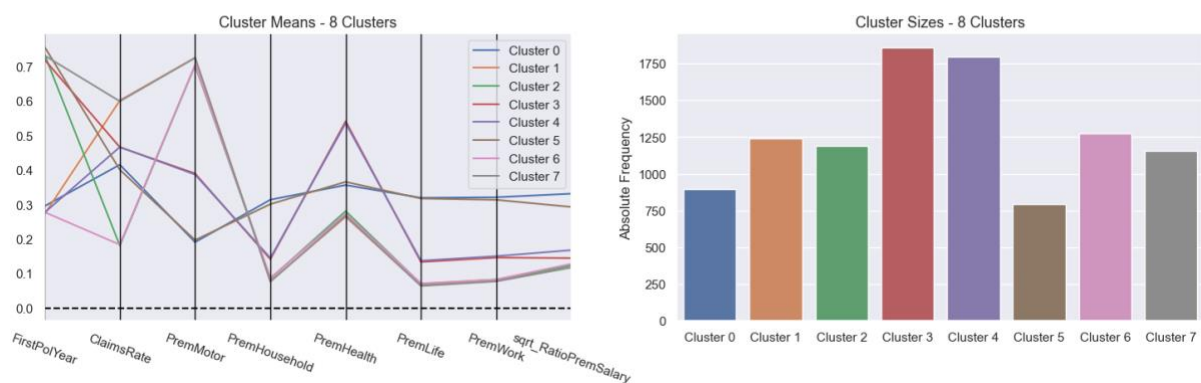 Cluster Means - 8 Clusters
0.7
0.6
0.5
0.4
0.3
0.2
0.1
0.0
Cluster 0
Cluster 1
Cluster 2
Cluster 3
Cluster 4
Cluster 5
Cluster 6
Cluster 7
FirstPolYear
ClaimsRate
PremMotor
PremHousehold
PremHealth
PremLife
PremWork
sqrt_RatioPremSalary
Cluster Sizes - 8 Clusters
Absolute Frequency
1750
1500
1250
1000
750
500
250
0
Cluster 0 Cluster 1 Cluster 2 Cluster 3 Cluster 4 Cluster 5 Cluster 6 Cluster 7